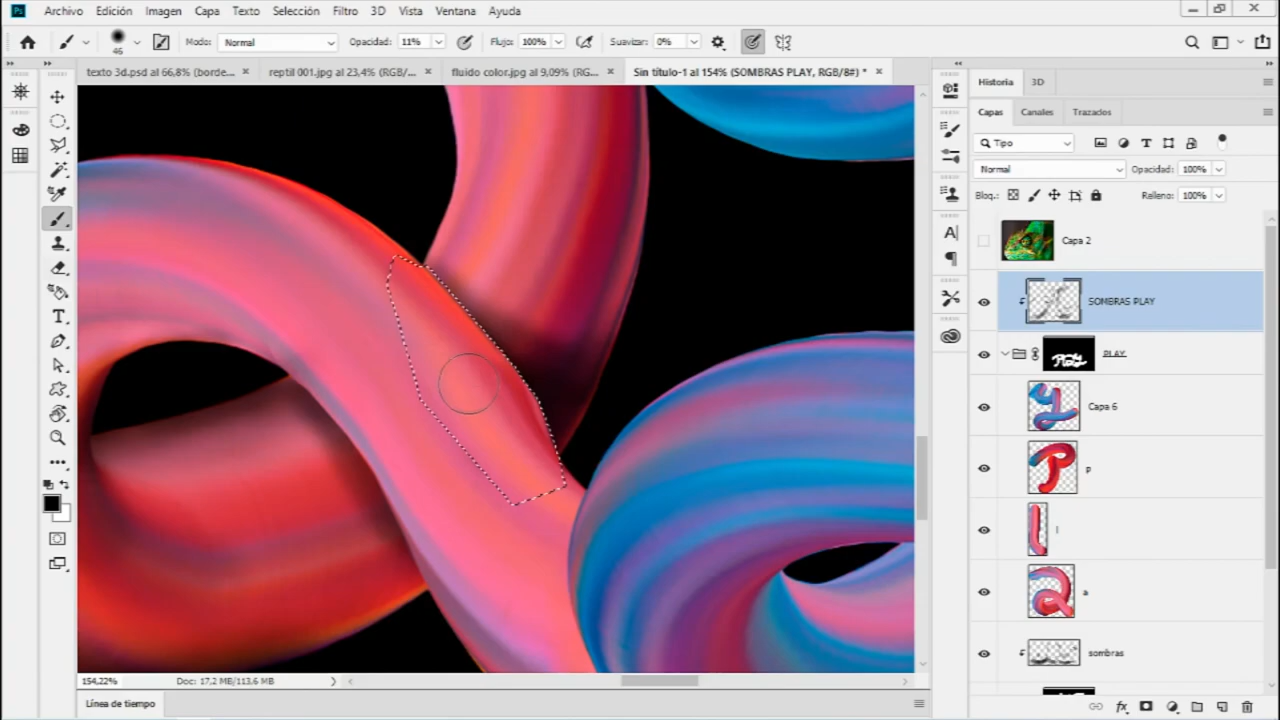 Ps Archivo Edición Imagen Capa Texto Selección Filtro 3D Vista Ventana Ayuda
46 Modo: Normal Opacidad: 11% Flujo: 100% Suavizar: 0%
texto 3d.psd al 66,8% (borde... × reptil 001.jpg al 23,4% (RGB/... × fluido color.jpg al 9,09% (RG... × Sin título-1 al 154% (SOMBRAS PLAY, RGB/8#) * ×
Historia 3D
Capas Canales Trazados
Tipo
Normal Opacidad: 100%
Bloq.: Relleno: 100%
Capa 2
SOMBRAS PLAY
PLAY
Capa 6
p
l
a
sombras
154,22% Doc: 17,2 MB/113,6 MB
Línea de tiempo